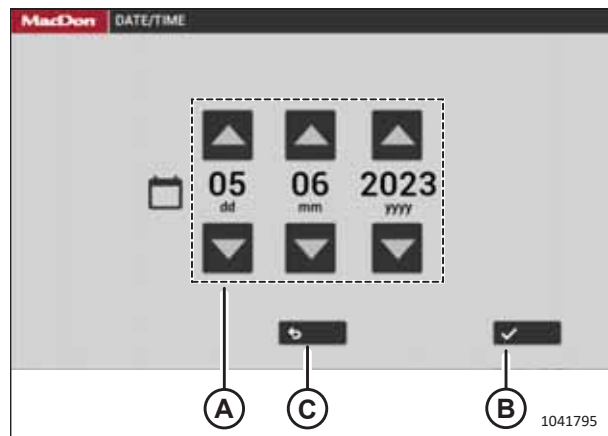 MacDon DATE/TIME
05 06 2023
dd mm yyyy
A C B
1041795